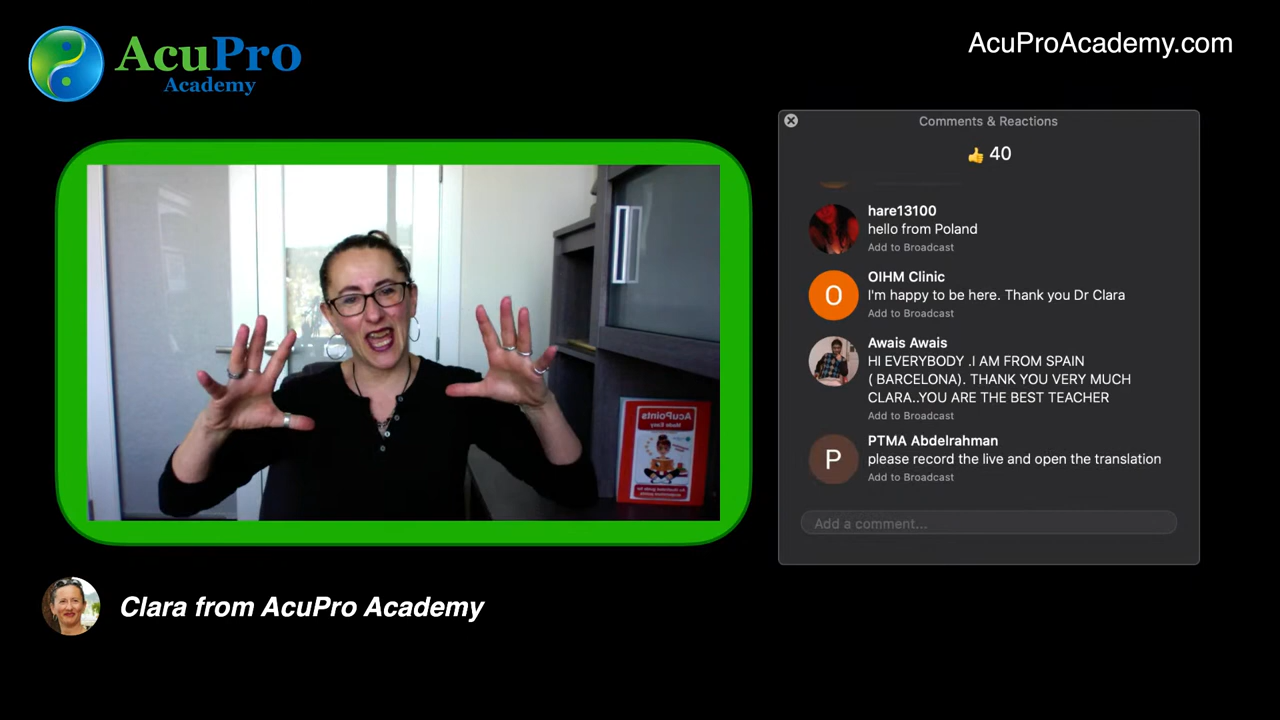 AcuPro
Academy
AcuProAcademy.com
Comments & Reactions
👍 40
hare13100
hello from Poland
Add to Broadcast
O
OIHM Clinic
I'm happy to be here. Thank you Dr Clara
Add to Broadcast
Awais Awais
HI EVERYBODY .I AM FROM SPAIN
( BARCELONA). THANK YOU VERY MUCH
CLARA..YOU ARE THE BEST TEACHER
Add to Broadcast
P
PTMA Abdelrahman
please record the live and open the translation
Add to Broadcast
Add a comment...
AcuPoints
Made Easy
Clara from AcuPro Academy